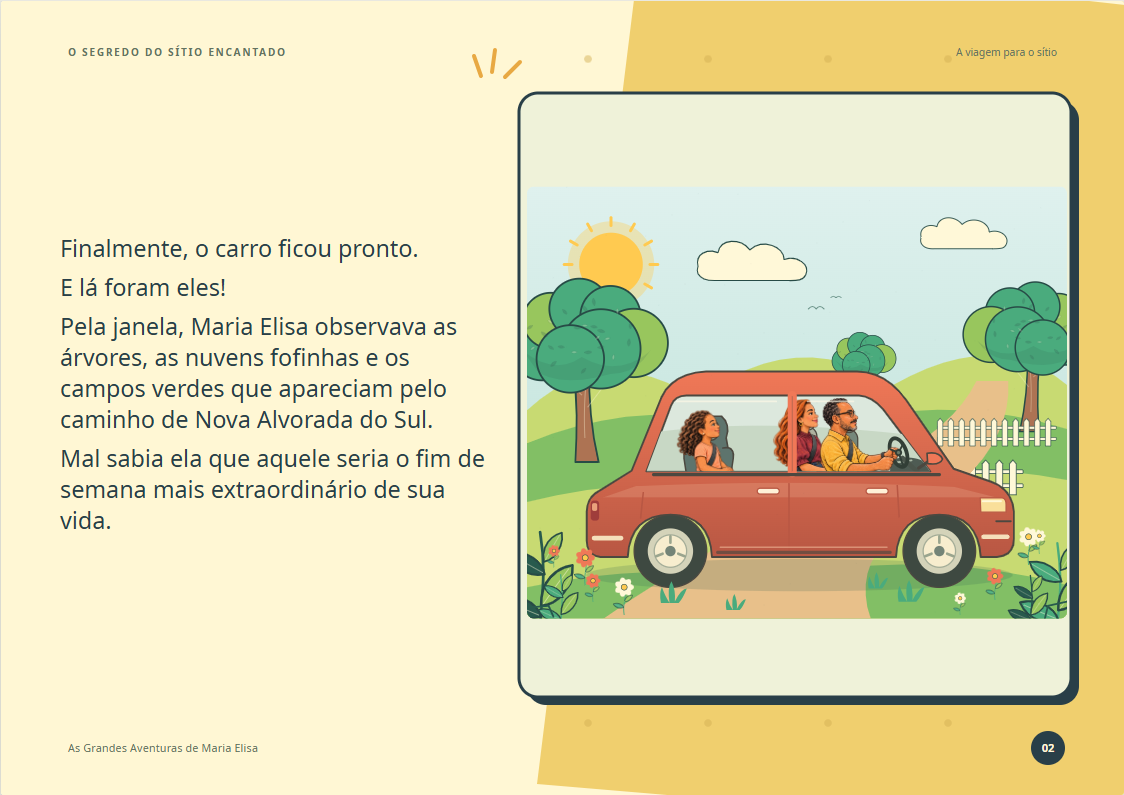 O SEGREDO DO SÍTIO ENCANTADO
A viagem para o sítio
Finalmente, o carro ficou pronto.
E lá foram eles!
Pela janela, Maria Elisa observava as
árvores, as nuvens fofinhas e os
campos verdes que apareciam pelo
caminho de Nova Alvorada do Sul.
Mal sabia ela que aquele seria o fim de
semana mais extraordinário de sua
vida.
As Grandes Aventuras de Maria Elisa
02